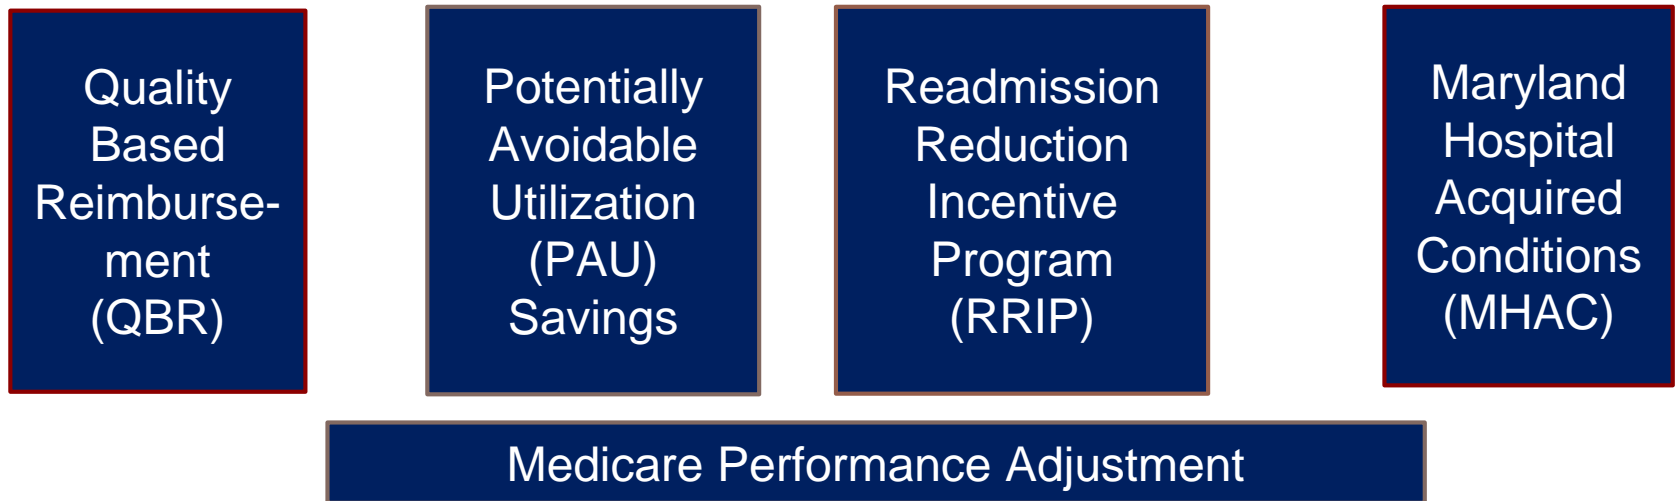 Quality
Based
Reimburse-
ment
(QBR)
Potentially
Avoidable
Utilization
(PAU)
Savings
Readmission
Reduction
Incentive
Program
(RRIP)
Maryland
Hospital
Acquired
Conditions
(MHAC)
Medicare Performance Adjustment